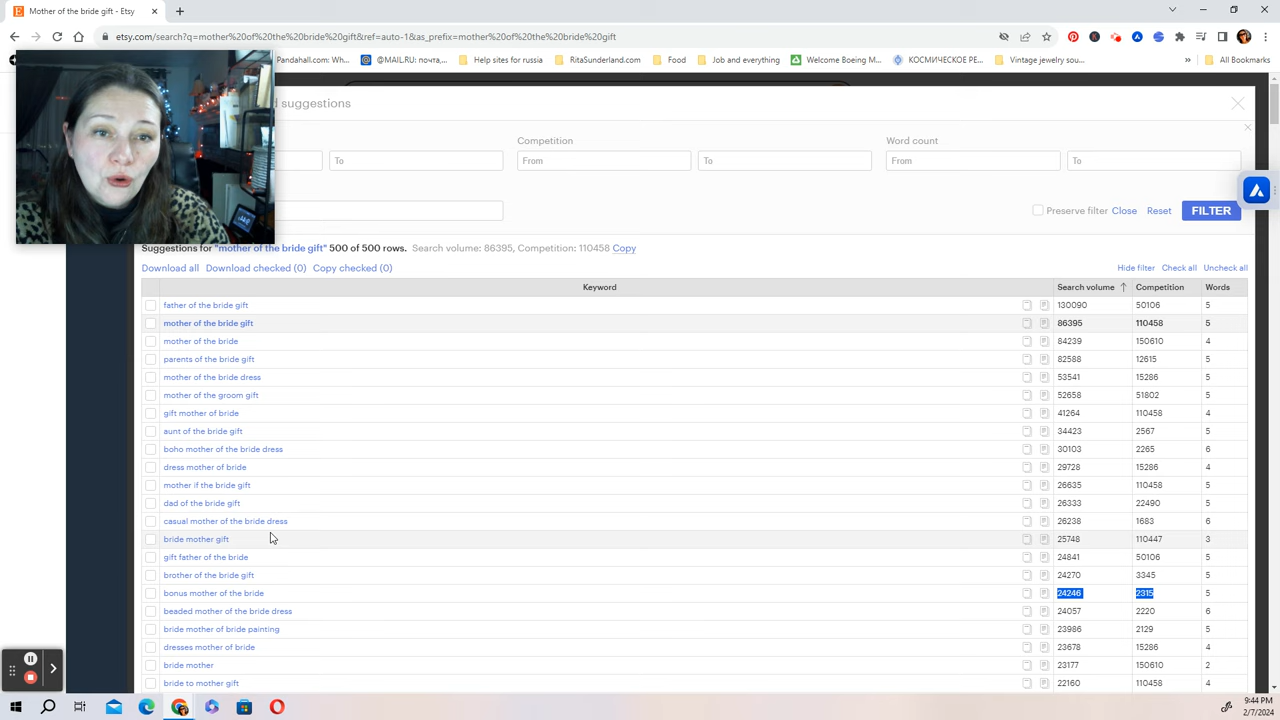 Mother of the bride gift - Etsy
etsy.com/search?q=mother%20of%20the%20bride%20gift&ref=auto-1&as_prefix=mother%20of%20the%20bride%20gift
Pandahall.com: Wh...
@MAIL.RU: почта,...
Help sites for russia
RitaSunderland.com
Food
Job and everything
Welcome Boeing M...
КОСМИЧЕСКОЕ РЕ...
Vintage jewelry sou...
»
All Bookmarks
d suggestions
Competition
Word count
To
From
To
From
To
Preserve filter Close Reset FILTER
Suggestions for "mother of the bride gift" 500 of 500 rows. Search volume: 86395, Competition: 110458 Copy
Download all Download checked (0) Copy checked (0)
Hide filter Check all Uncheck all
Keyword Search volume ↑ Competition Words
father of the bride gift 130090 50106 5
mother of the bride gift 86395 110458 5
mother of the bride 84239 150610 4
parents of the bride gift 82588 12615 5
mother of the bride dress 53541 15286 5
mother of the groom gift 52658 51802 5
gift mother of bride 41264 110458 4
aunt of the bride gift 34423 2567 5
boho mother of the bride dress 30103 2265 6
dress mother of bride 29728 15286 4
mother if the bride gift 26635 110458 5
dad of the bride gift 26333 22490 5
casual mother of the bride dress 26238 1683 6
bride mother gift 25748 110447 3
gift father of the bride 24841 50106 5
brother of the bride gift 24270 3345 5
bonus mother of the bride 24246 2315 5
beaded mother of the bride dress 24057 2220 6
bride mother of bride painting 23986 2129 5
dresses mother of bride 23678 15286 4
bride mother 23177 150610 2
bride to mother gift 22160 110458 4
9:44 PM
2/7/2024